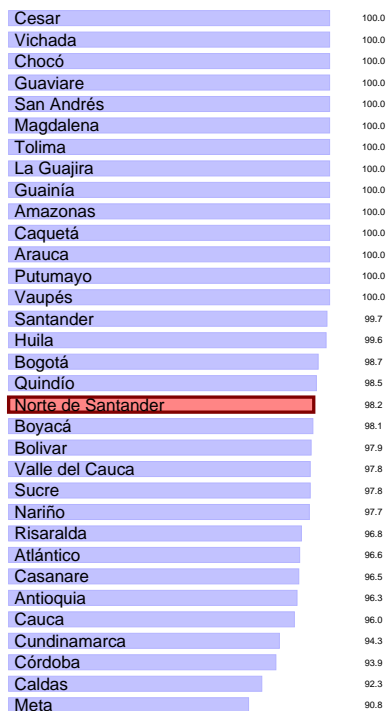 Cesar 100.0
Vichada 100.0
Chocó 100.0
Guaviare 100.0
San Andrés 100.0
Magdalena 100.0
Tolima 100.0
La Guajira 100.0
Guainía 100.0
Amazonas 100.0
Caquetá 100.0
Arauca 100.0
Putumayo 100.0
Vaupés 100.0
Santander 99.7
Huila 99.6
Bogotá 98.7
Quindío 98.5
Norte de Santander 98.2
Boyacá 98.1
Bolivar 97.9
Valle del Cauca 97.8
Sucre 97.8
Nariño 97.7
Risaralda 96.8
Atlántico 96.6
Casanare 96.5
Antioquia 96.3
Cauca 96.0
Cundinamarca 94.3
Córdoba 93.9
Caldas 92.3
Meta 90.8